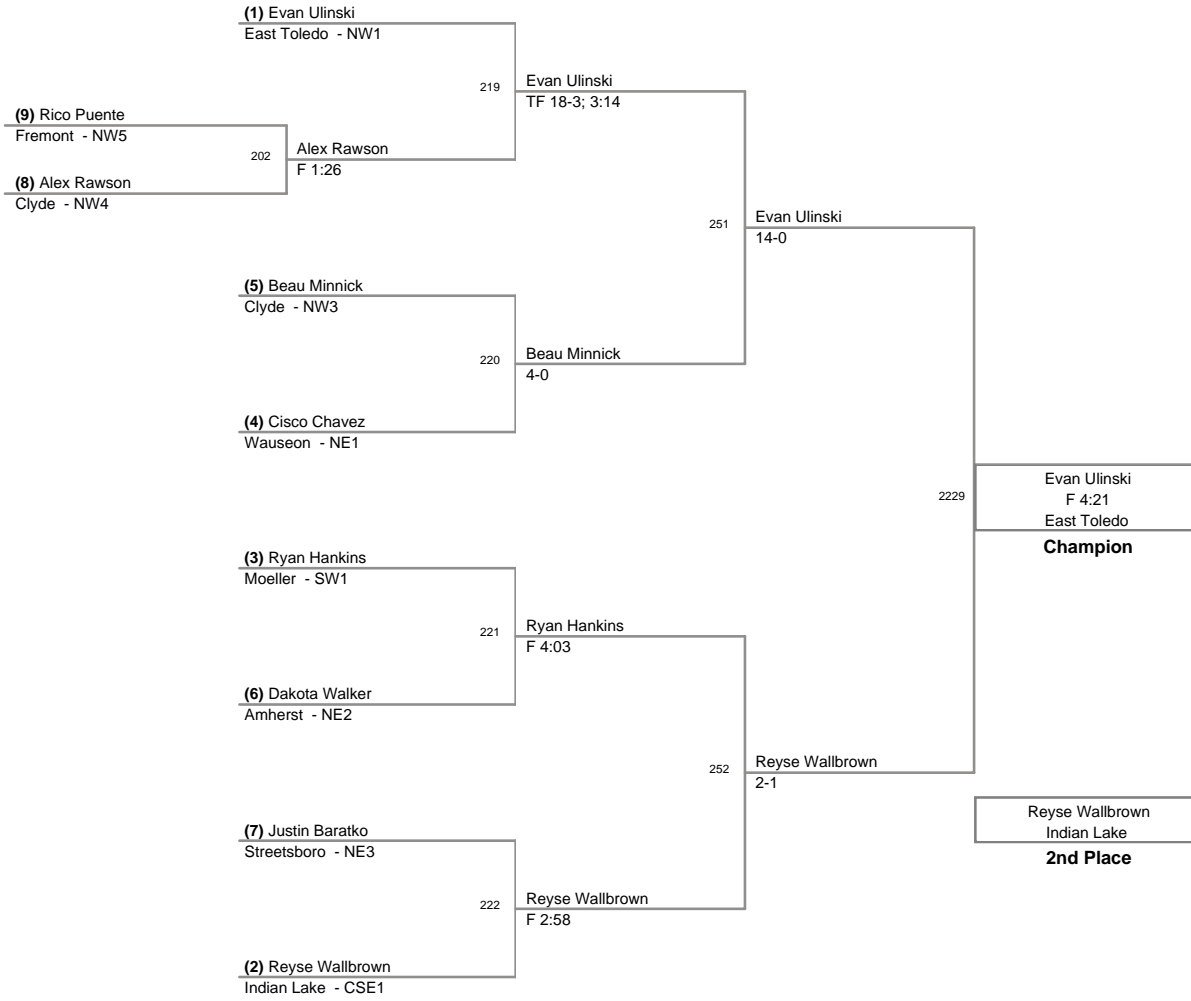 (1) Evan Ulinski
East Toledo - NW1
219
Evan Ulinski
TF 18-3; 3:14
(9) Rico Puente
Fremont - NW5
202
Alex Rawson
F 1:26
(8) Alex Rawson
Clyde - NW4
251
Evan Ulinski
14-0
(5) Beau Minnick
Clyde - NW3
220
Beau Minnick
4-0
(4) Cisco Chavez
Wauseon - NE1
2229
Evan Ulinski
F 4:21
East Toledo
Champion
(3) Ryan Hankins
Moeller - SW1
221
Ryan Hankins
F 4:03
(6) Dakota Walker
Amherst - NE2
252
Reyse Wallbrown
2-1
(7) Justin Baratko
Streetsboro - NE3
Reyse Wallbrown
Indian Lake
2nd Place
222
Reyse Wallbrown
F 2:58
(2) Reyse Wallbrown
Indian Lake - CSE1